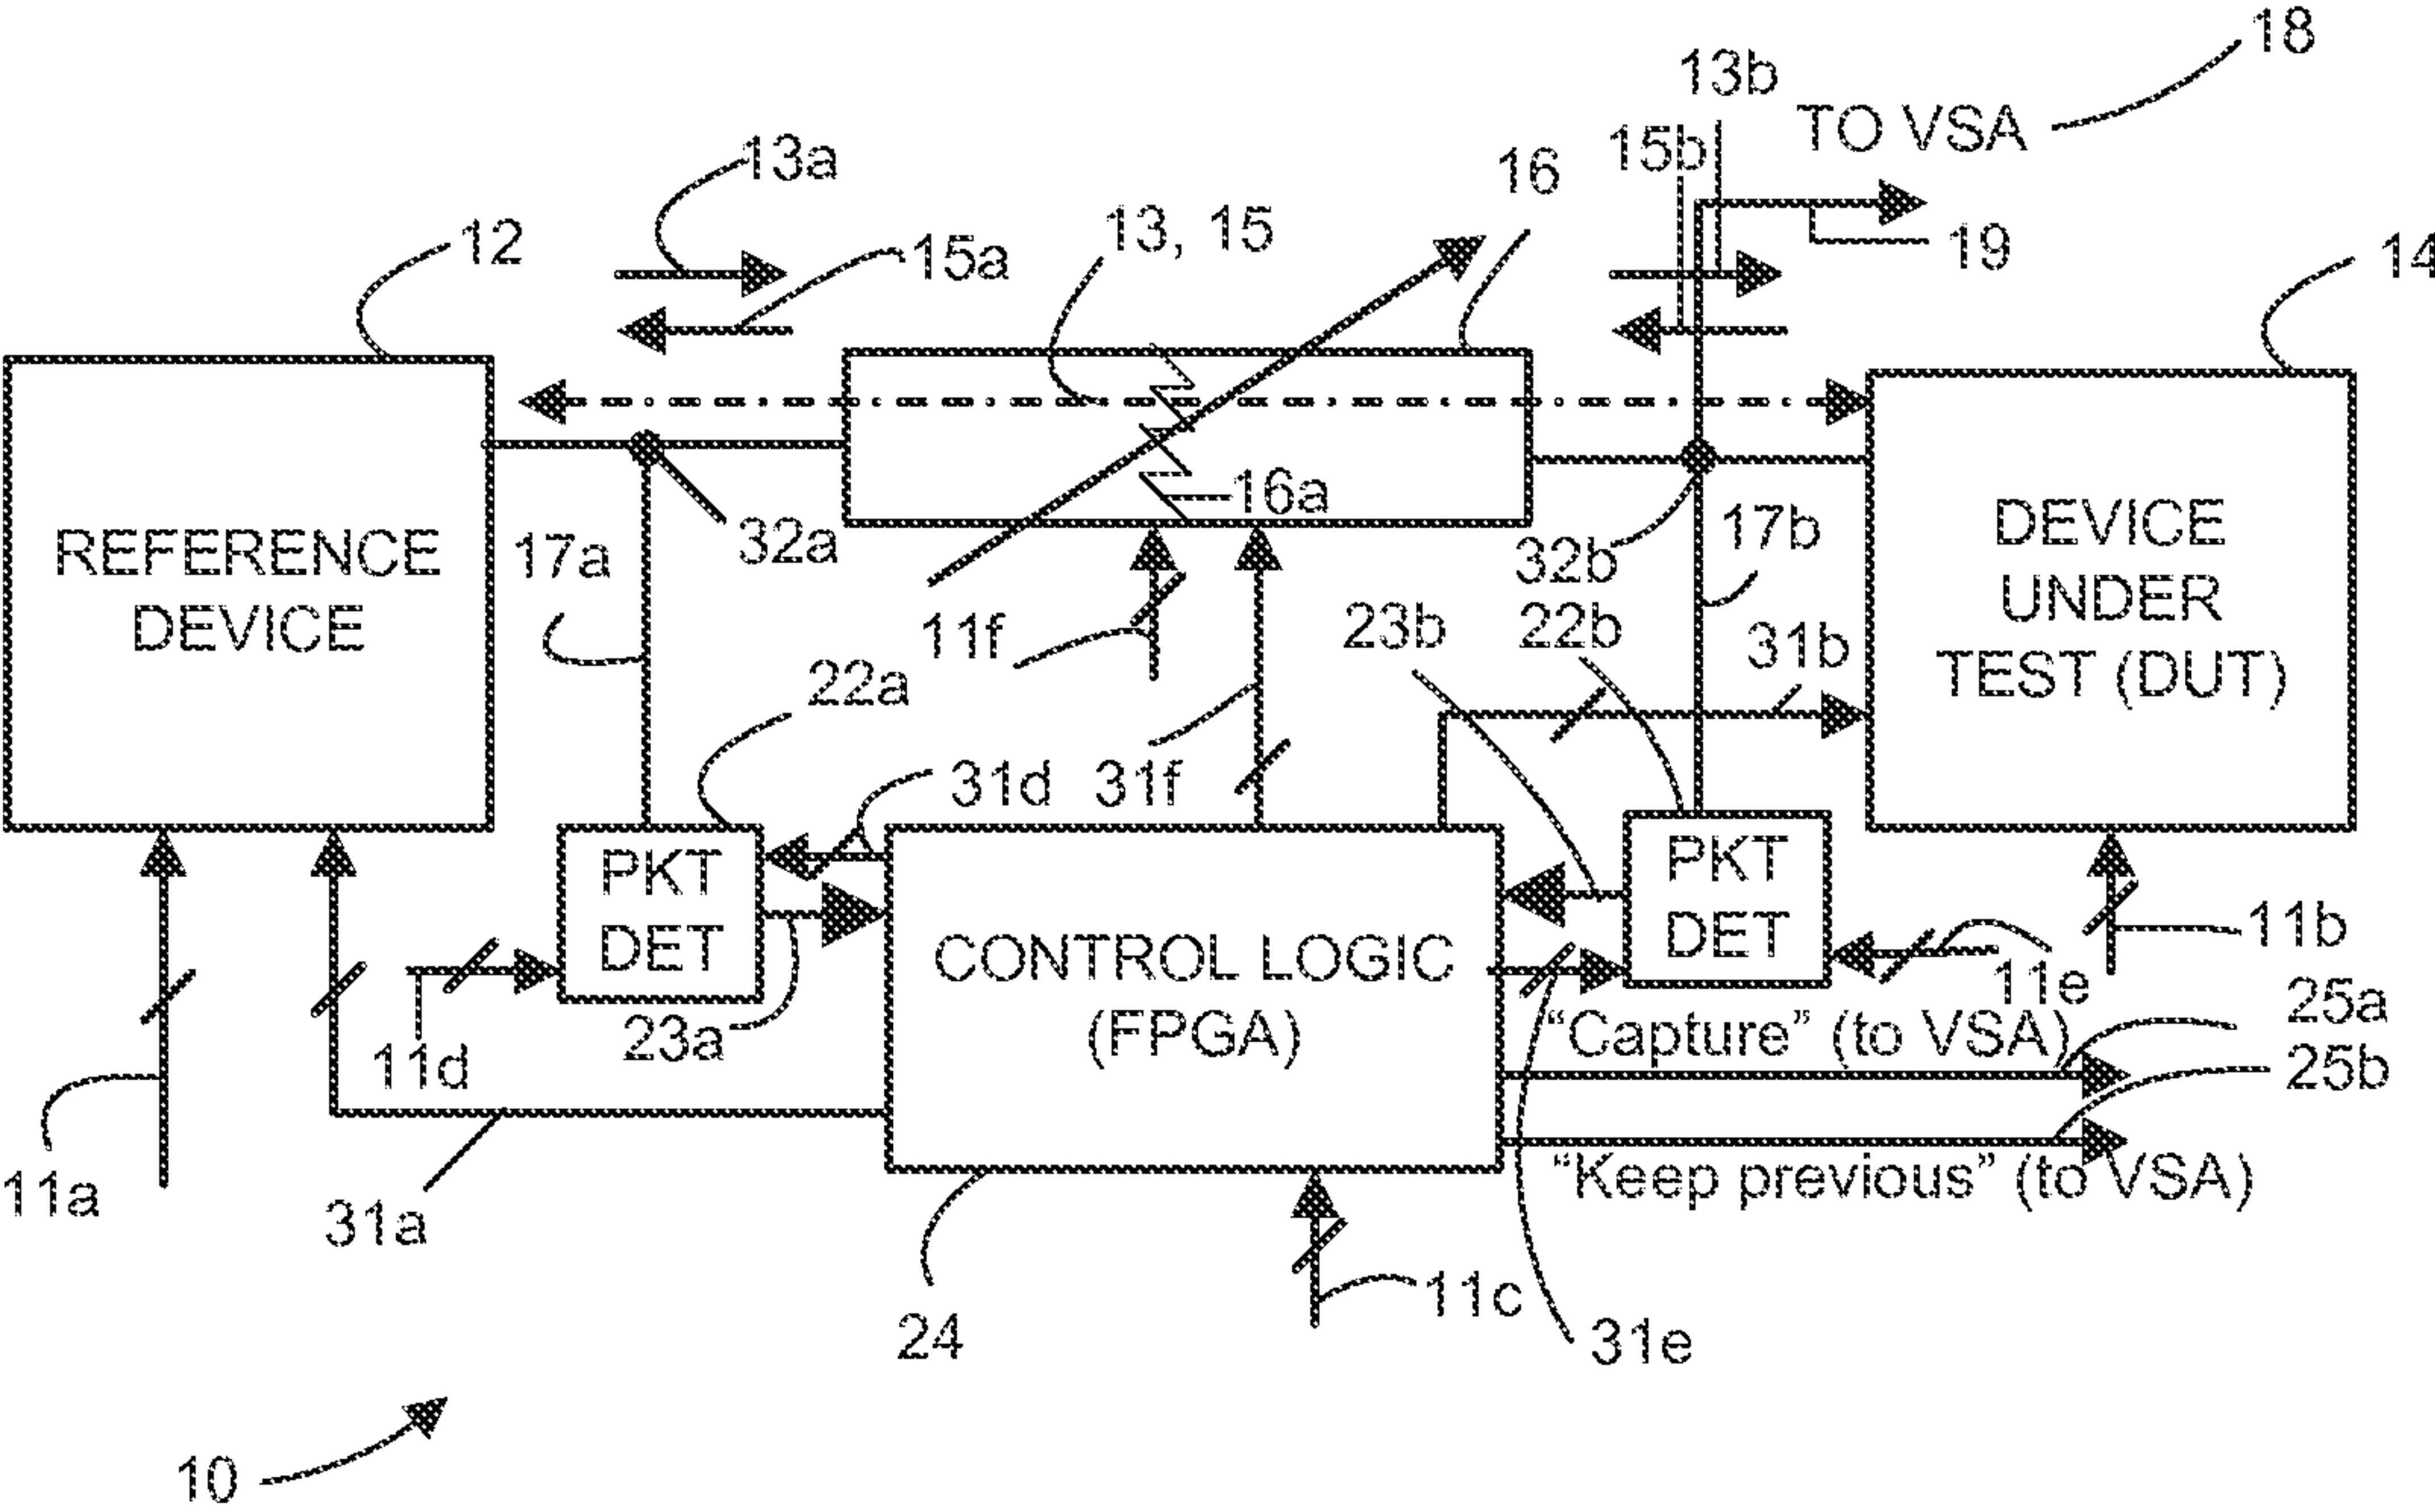 18
13b
TO VSA
13a
15b
16
12
15a
13, 15
19
14
16a
REFERENCE
DEVICE
17a
32a
32b
17b
DEVICE
UNDER
TEST (DUT)
11f
23b
22b
31b
22a
31d
31f
PKT
DET
PKT
DET
CONTROL LOGIC
(FPGA)
11b
11e
11d
23a
"Capture" (to VSA)
25a
25b
"Keep previous" (to VSA)
11a
31a
24
11c
31e
10